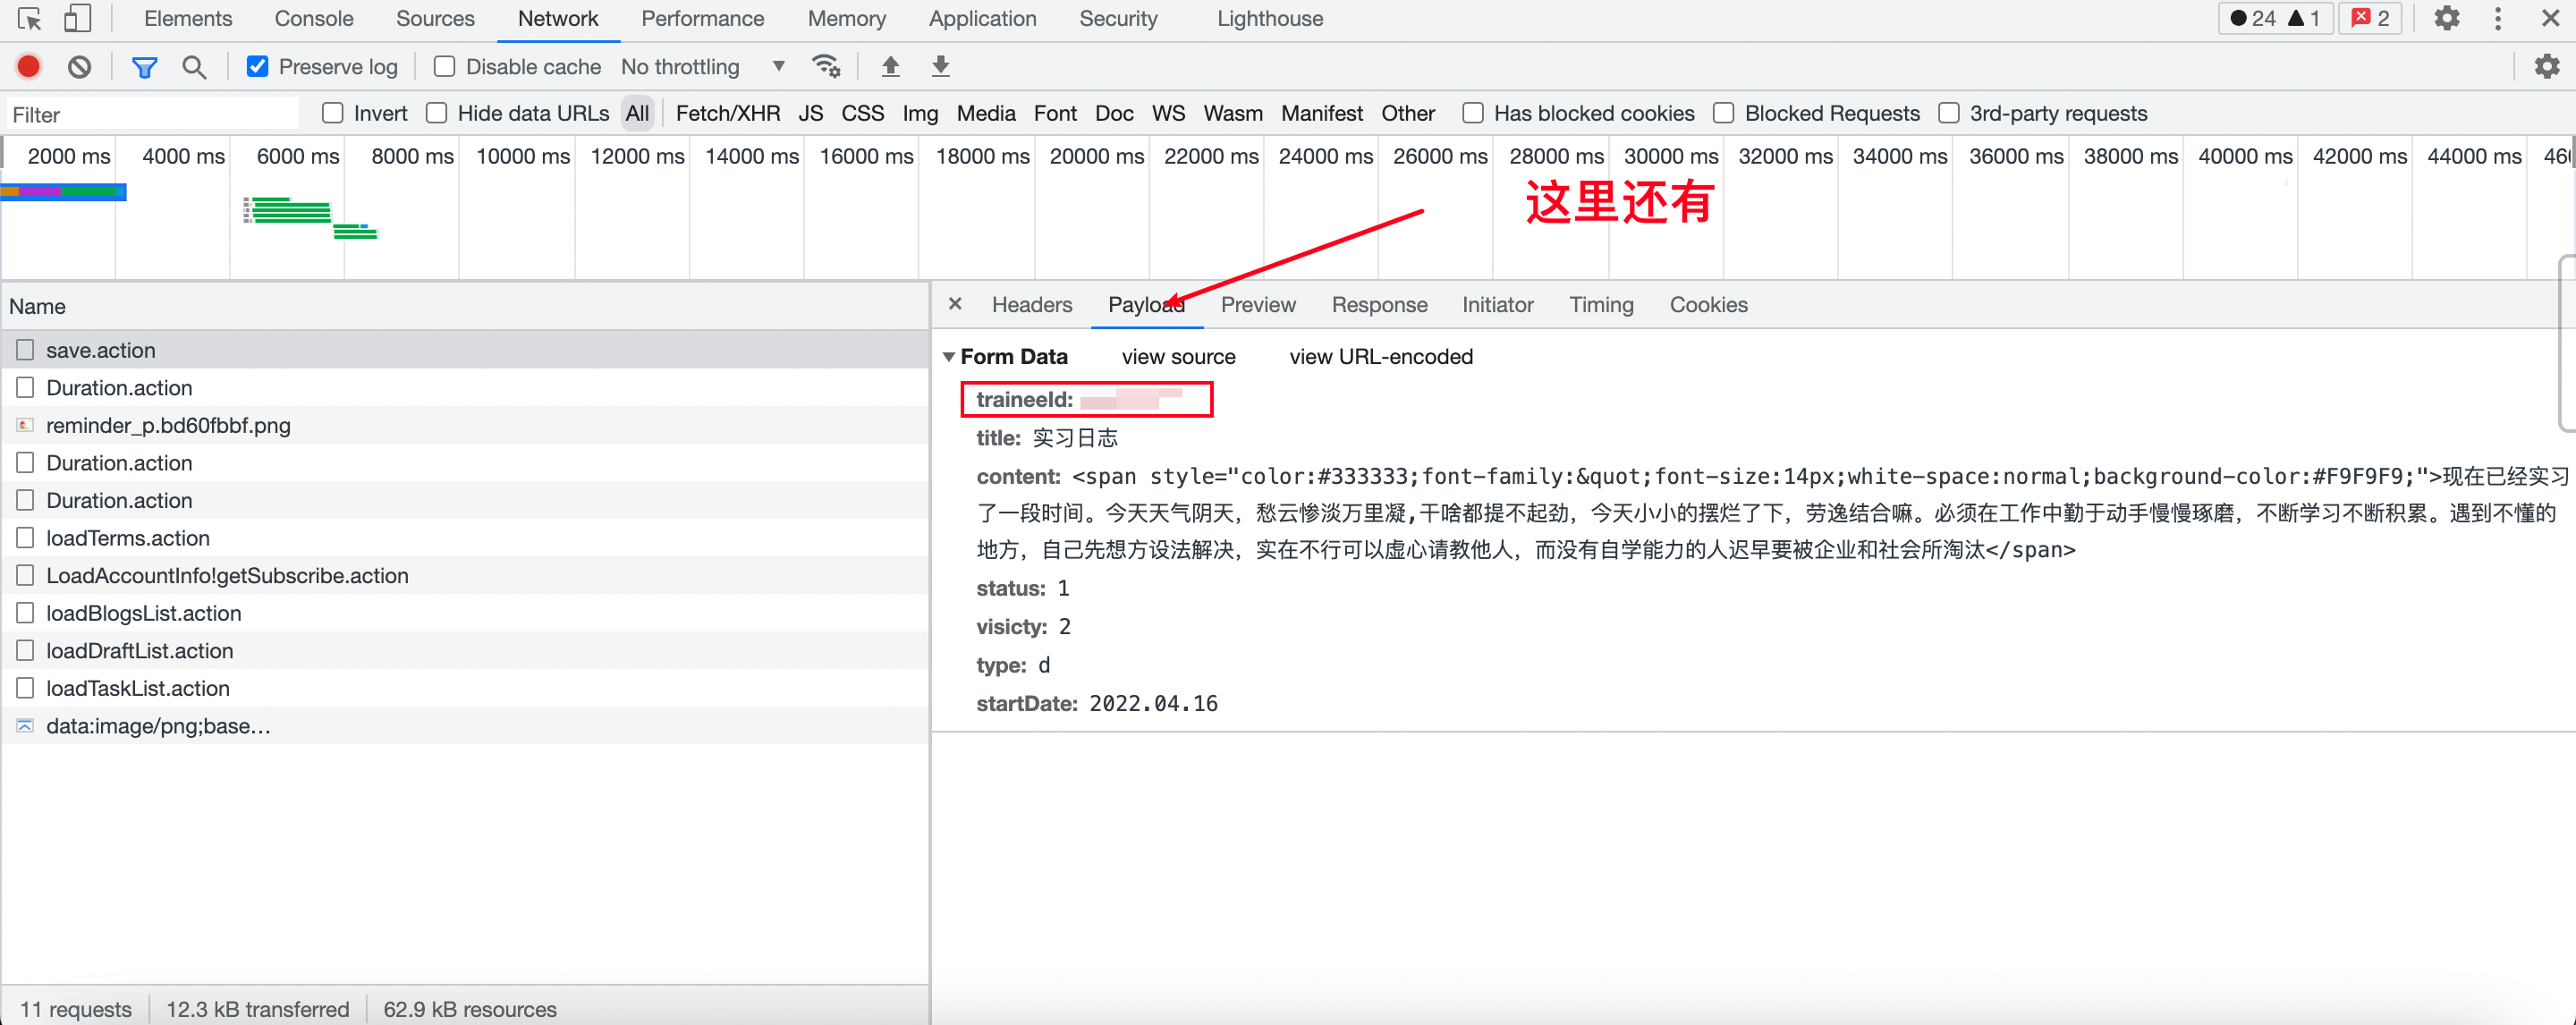 Elements Console Sources Network Performance Memory Application Security Lighthouse 24 1 2
Preserve log Disable cache No throttling
Filter Invert Hide data URLs All Fetch/XHR JS CSS Img Media Font Doc WS Wasm Manifest Other Has blocked cookies Blocked Requests 3rd-party requests
2000 ms 4000 ms 6000 ms 8000 ms 10000 ms 12000 ms 14000 ms 16000 ms 18000 ms 20000 ms 22000 ms 24000 ms 26000 ms 28000 ms 30000 ms 32000 ms 34000 ms 36000 ms 38000 ms 40000 ms 42000 ms 44000 ms
这里还有
Name
save.action
Duration.action
reminder_p.bd60fbbf.png
Duration.action
Duration.action
loadTerms.action
LoadAccountInfo!getSubscribe.action
loadBlogsList.action
loadDraftList.action
loadTaskList.action
data:image/png;base…
11 requests 12.3 kB transferred 62.9 kB resources
Headers Payload Preview Response Initiator Timing Cookies
Form Data view source view URL-encoded
traineeId:
title: 实习日志
content: <span style="color:#333333;font-family:&quot;font-size:14px;white-space:normal;background-color:#F9F9F9;">现在已经实习
了一段时间。今天天气阴天，愁云惨淡万里凝,干啥都提不起劲，今天小小的摆烂了下，劳逸结合嘛。必须在工作中勤于动手慢慢琢磨，不断学习不断积累。遇到不懂的
地方，自己先想方设法解决，实在不行可以虚心请教他人，而没有自学能力的人迟早要被企业和社会所淘汰</span>
status: 1
visicty: 2
type: d
startDate: 2022.04.16